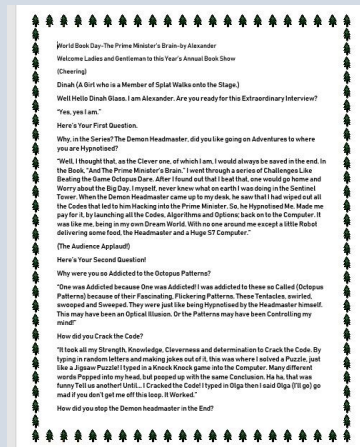 World Book Day-The Prime Minister's Brain-by Alexander
Welcome Ladies and Gentleman to this Year's Annual Book Show
(Cheering)
Dinah (A Girl who is a Member of Splat Walks onto the Stage.)
Well Hello Dinah Glass, I am Alexander. Are you ready for this Extraordinary Interview?
"Yes, yes I am."
Here's Your First Question.
Why, in the Series? The Demon Headmaster, did you like going on Adventures to where
you are Hypnotised?
"Well, I thought that, as the Clever one, of which I am, I would always be saved in the end. In
the Book, "And The Prime Minister's Brain." I went through a series of Challenges Like
Beating the Game Octopus Dare. After I found out that I beat that, one would go home and
Worry about the Big Day. I myself, never knew what on earth I was doing in the Sentinel
Tower. When the Demon Headmaster came up to my desk, he saw that I had wiped out all
the Codes that led to him Hacking into the Prime Minister. So, he Hypnotised Me. Made me
pay for it, by launching all the Codes, Algorithms and Options; back on to the Computer. It
was like me, being in my own Dream World. With no one around me except a little Robot
delivering some food, the Headmaster and a Huge S7 Computer."
(The Audience Applaud!)
Here's Your Second Question!
Why were you so Addicted to the Octopus Patterns?
"One was Addicted because One was Addicted! I was addicted to these so Called (Octopus
Patterns) because of their Fascinating, Flickering Patterns. These Tentacles, swirled,
swooped and Sweeped. They were just like being Hypnotised by the Headmaster himself.
This may have been an Optical Illusion. Or the Patterns may have been Controlling my
mind!"
How did you Crack the Code?
"It took all my Strength, Knowledge, Cleverness and determination to Crack the Code. By
typing in random letters and making jokes out of it, this was where I solved a Puzzle, just
like a Jigsaw Puzzle! I typed in a Knock Knock game into the Computer. Many different
words Popped into my head, but pooped up with the same Conclusion. Ha ha, that was
funny Tell us another! Until... I Cracked the Code! I typed in Olga then I said Olga (I'll go) go
mad if you don't get me off this loop. It Worked."
How did you stop the Demon headmaster in the End?